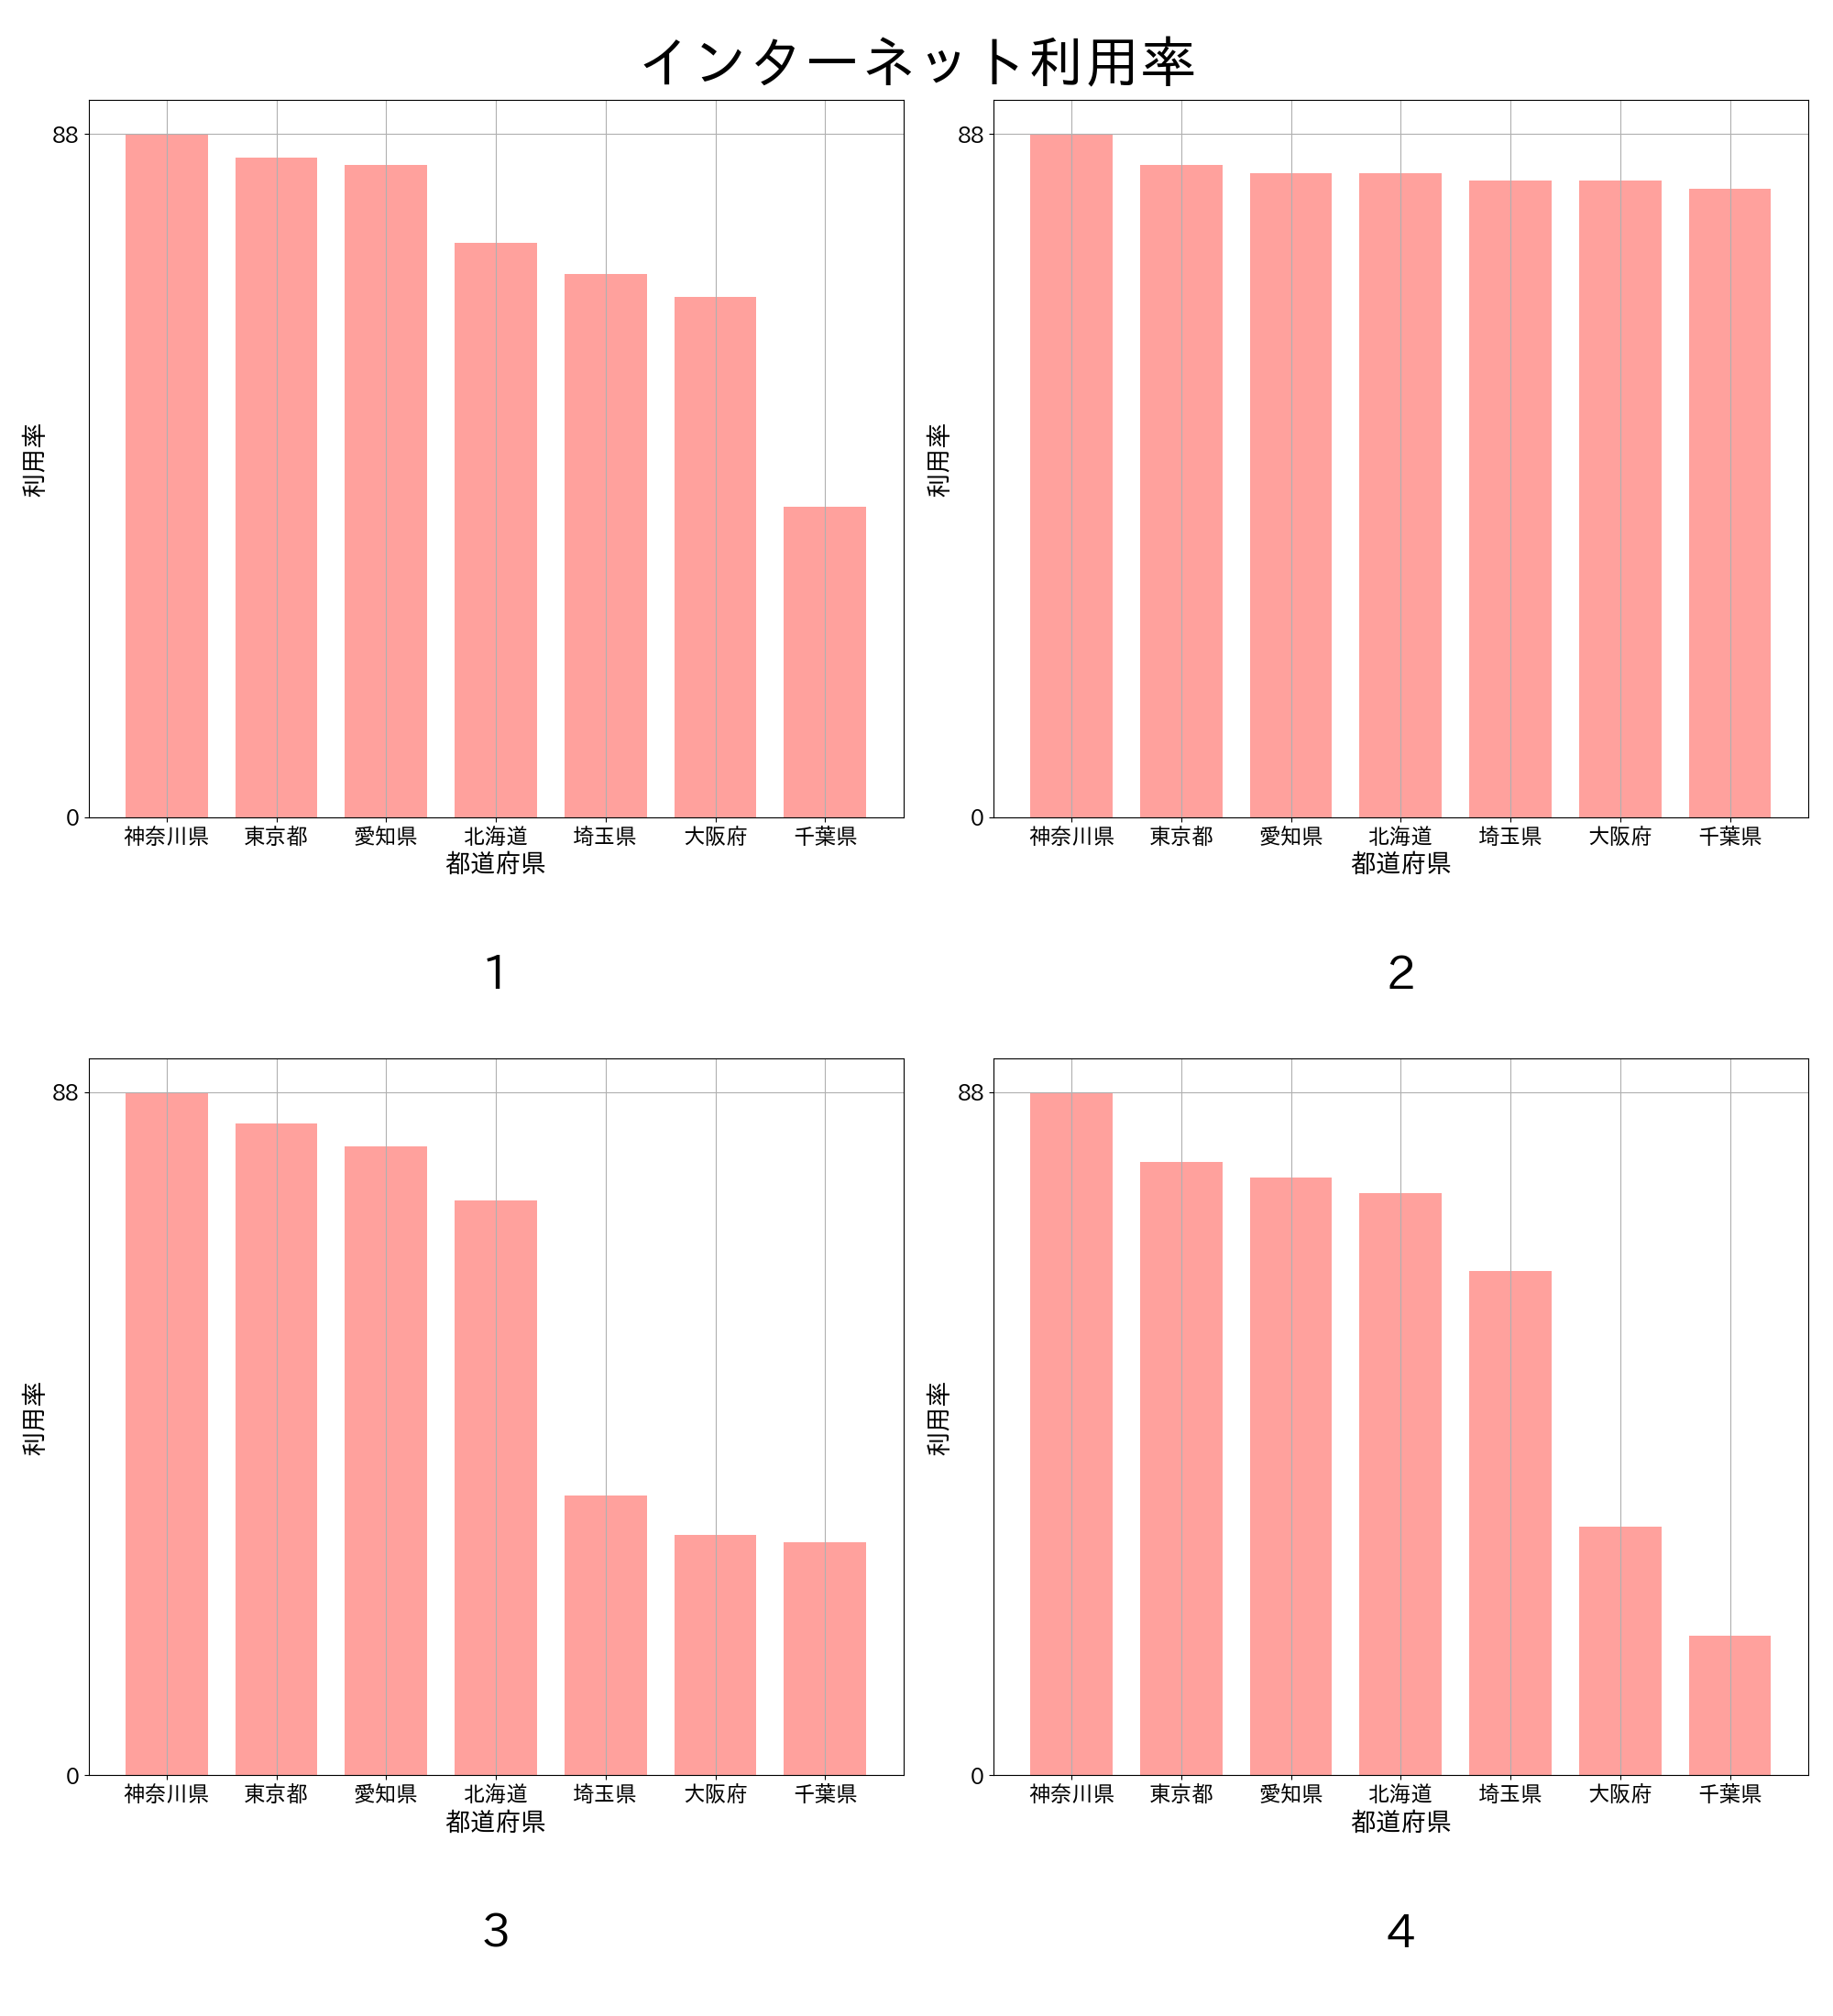 インターネット利用率
88
0
利用率
神奈川県 東京都 愛知県 北海道 埼玉県 大阪府 千葉県
都道府県
1
88
0
利用率
神奈川県 東京都 愛知県 北海道 埼玉県 大阪府 千葉県
都道府県
2
88
0
利用率
神奈川県 東京都 愛知県 北海道 埼玉県 大阪府 千葉県
都道府県
3
88
0
利用率
神奈川県 東京都 愛知県 北海道 埼玉県 大阪府 千葉県
都道府県
4